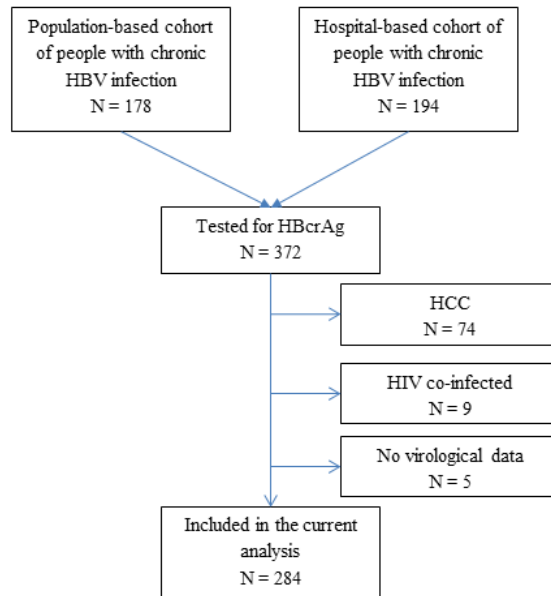 Population-based cohort
of people with chronic
HBV infection
N = 178
Hospital-based cohort of
people with chronic
HBV infection
N = 194
Tested for HBcrAg
N = 372
HCC
N = 74
HIV co-infected
N = 9
No virological data
N = 5
Included in the current
analysis
N = 284